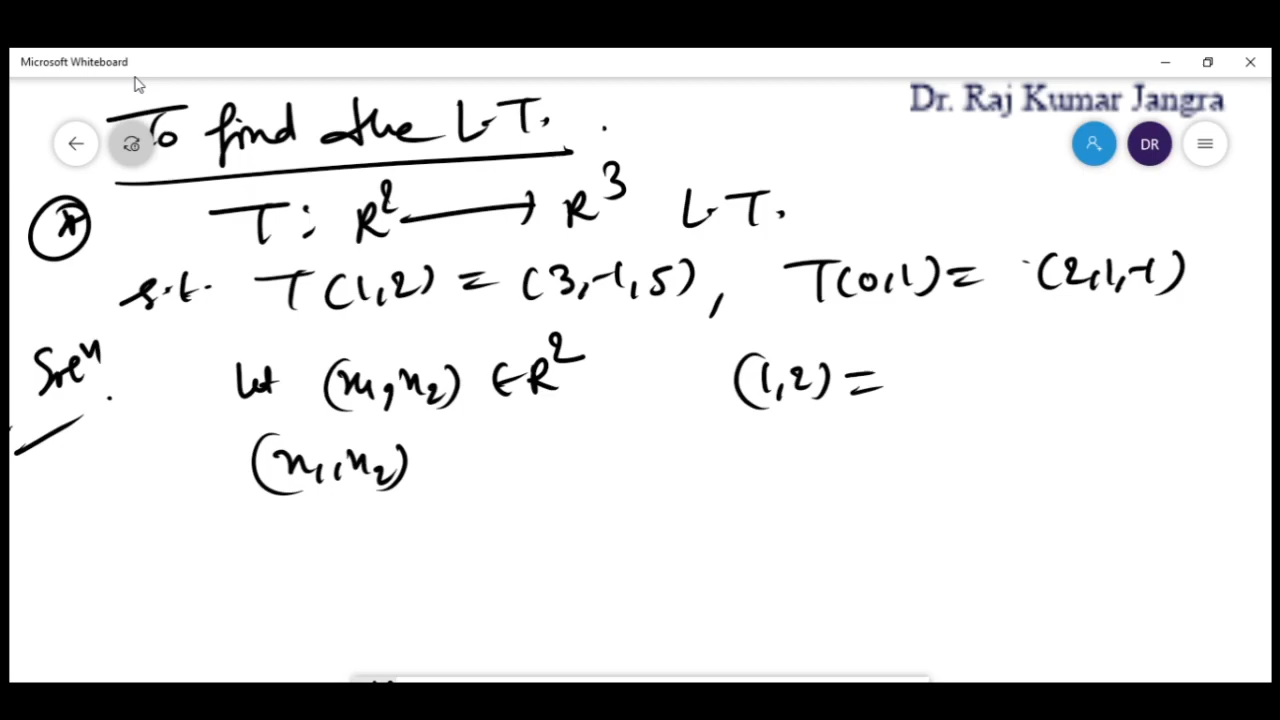 Microsoft Whiteboard
Dr. Raj Kumar Jangra
To find the L.T.
DR
T: R² → R³ L.T.
s.t. T(1,2) = (3,-1,5), T(0,1) = (2,1,-1)
Solⁿ Let (x₁, x₂) ∈ R² (1,2) =
(x₁, x₂)